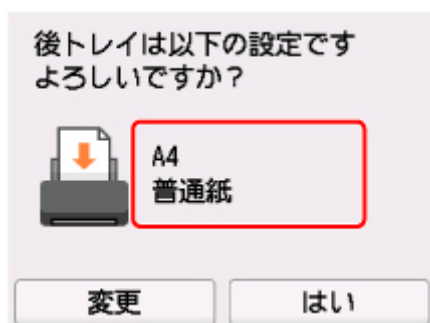 後トレイは以下の設定です
よろしいですか？
A4
普通紙
変更
はい